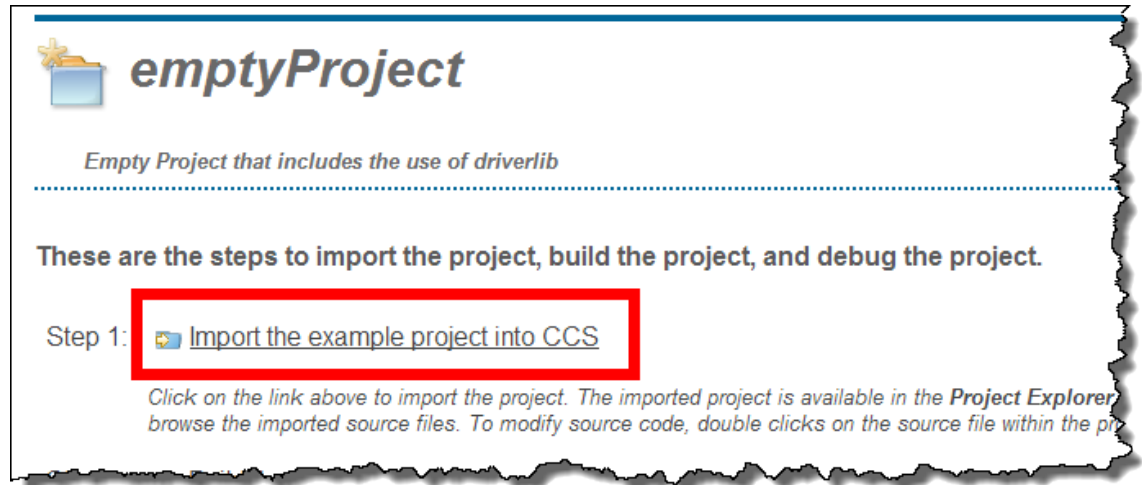 emptyProject
Empty Project that includes the use of driverlib
These are the steps to import the project, build the project, and debug the project.
Step 1: Import the example project into CCS
Click on the link above to import the project. The imported project is available in the Project Explorer
browse the imported source files. To modify source code, double clicks on the source file within the